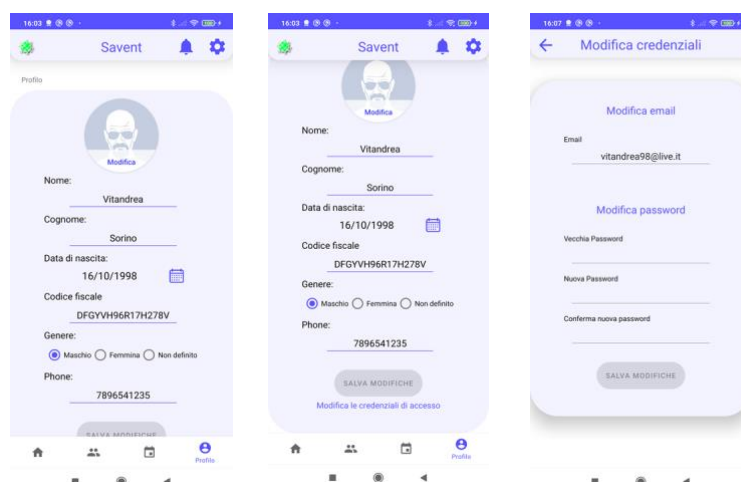 16:03
Savent
Profilo
Modifica
Nome:
Vitandrea
Cognome:
Sorino
Data di nascita:
16/10/1998
Codice fiscale
DFGYVH96R17H278V
Genere:
Maschio Femmina Non definito
Phone:
7896541235
SALVA MODIFICHE
Profilo
16:03
Savent
Modifica
Nome:
Vitandrea
Cognome:
Sorino
Data di nascita:
16/10/1998
Codice fiscale
DFGYVH96R17H278V
Genere:
Maschio Femmina Non definito
Phone:
7896541235
SALVA MODIFICHE
Modifica le credenziali di accesso
Profilo
16:07
Modifica credenziali
Modifica email
Email
vitandrea98@live.it
Modifica password
Vecchia Password
Nuova Password
Conferma nuova password
SALVA MODIFICHE